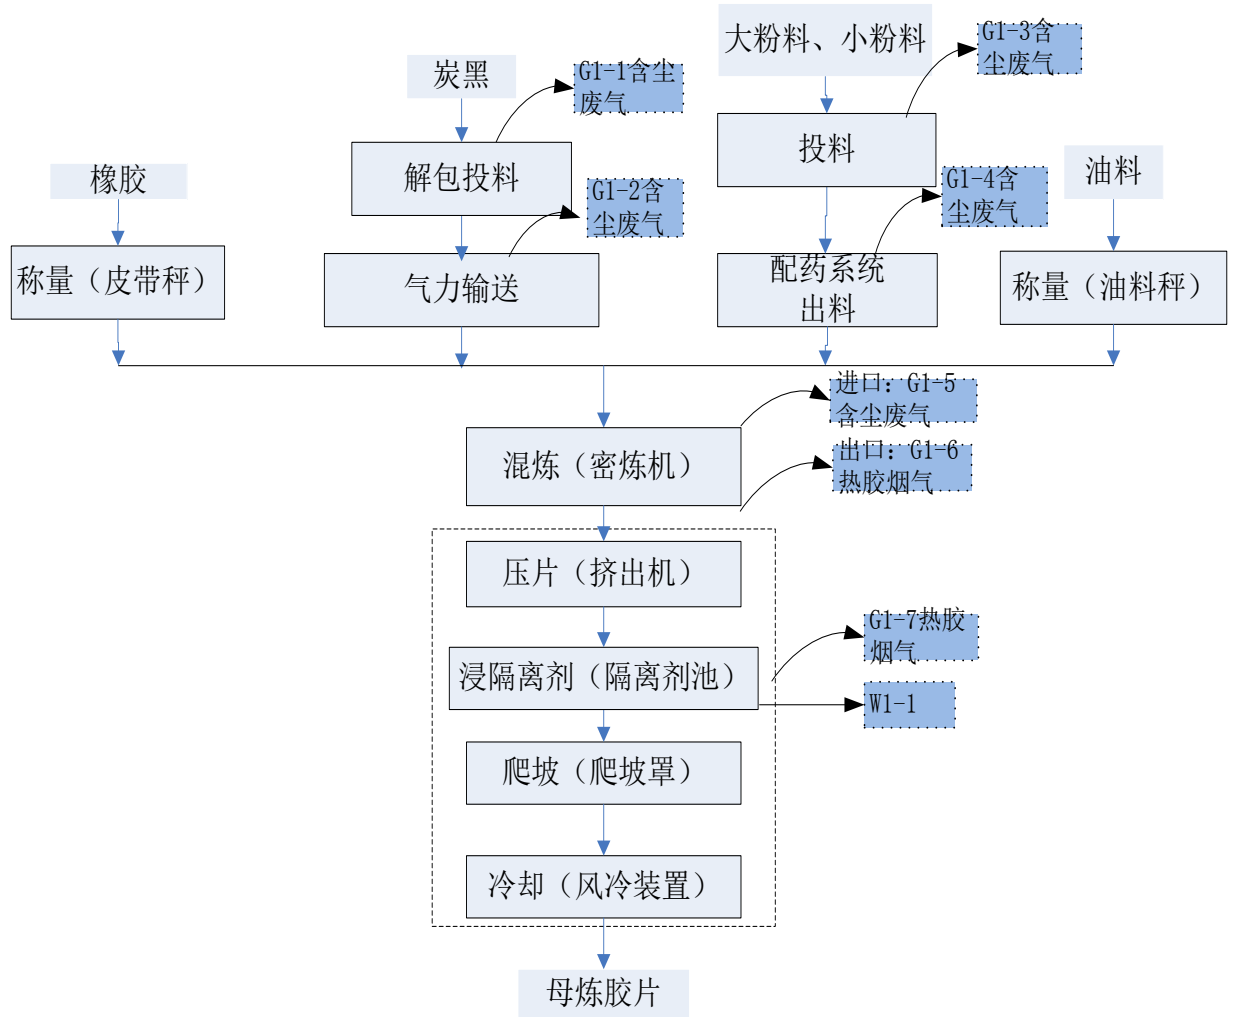 大粉料、小粉料
G1-3含
尘废气
炭黑
G1-1含尘
废气
投料
解包投料
橡胶
油料
G1-2含
尘废气
G1-4含
尘废气
称量（皮带秤）
气力输送
配药系统
出料
称量（油料秤）
进口：G1-5
含尘废气
混炼（密炼机）
出口：G1-6
热胶烟气
压片（挤出机）
G1-7热胶
烟气
浸隔离剂（隔离剂池）
W1-1
爬坡（爬坡罩）
冷却（风冷装置）
母炼胶片